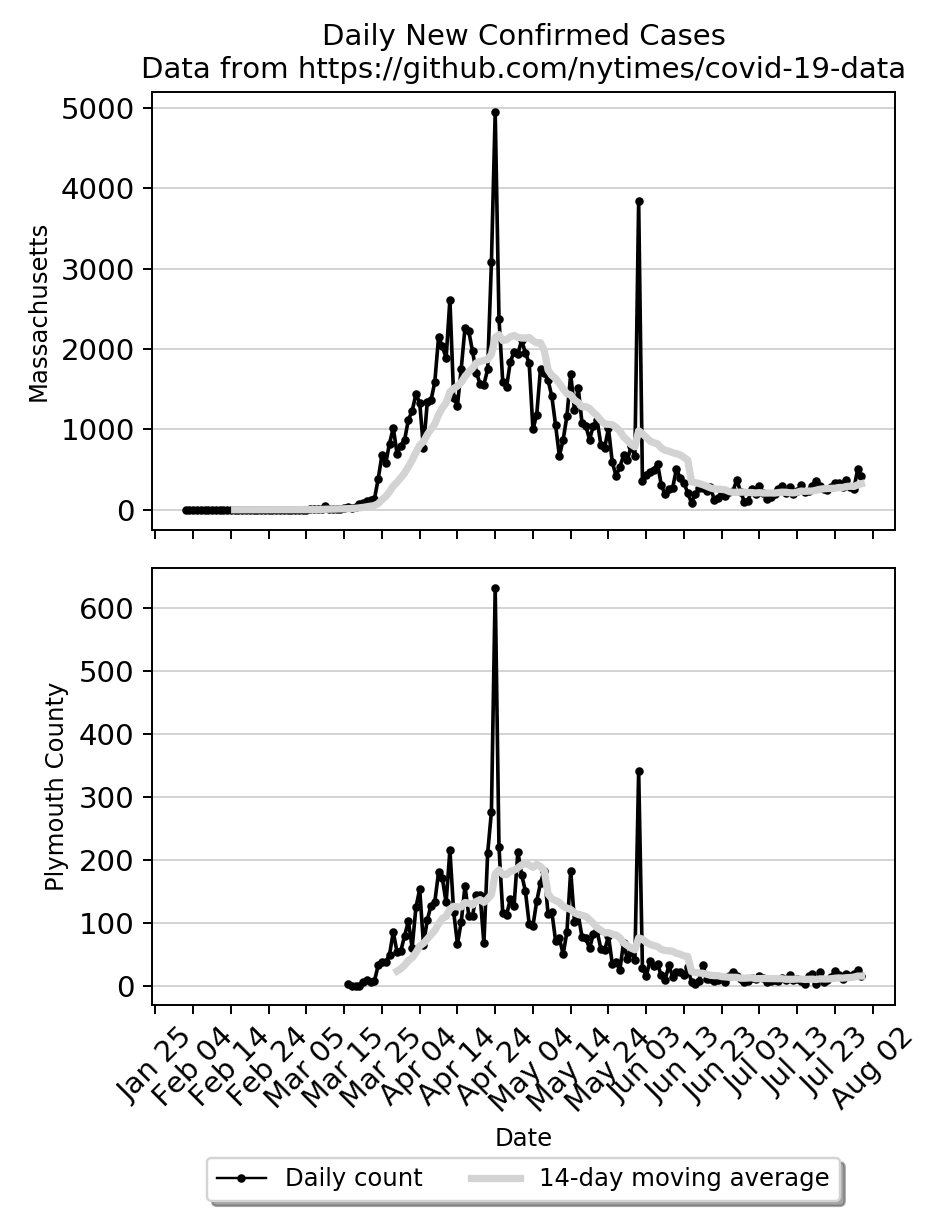 Daily New Confirmed Cases
Data from https://github.com/nytimes/covid-19-data
5000
4000
3000
2000
1000
0
Massachusetts
600
500
400
300
200
100
0
Plymouth County
Jan 25
Feb 04
Feb 14
Feb 24
Mar 05
Mar 15
Mar 25
Apr 04
Apr 14
Apr 24
May 04
May 14
May 24
Jun 03
Jun 13
Jun 23
Jul 03
Jul 13
Jul 23
Aug 02
Date
Daily count
14-day moving average